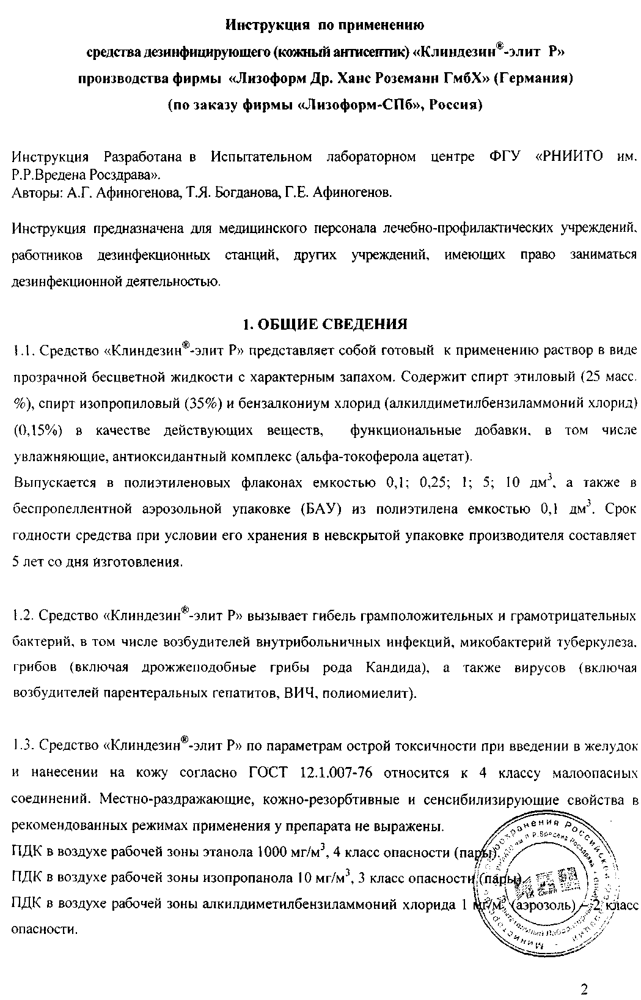 Инструкция по применению
средства дезинфицирующего (кожный антисептик) «Клиндезин®-элит Р»
производства фирмы «Лизоформ Др. Ханс Роземанн ГмбХ» (Германия)
(по заказу фирмы «Лизоформ-СПб», Россия)
Инструкция Разработана в Испытательном лабораторном центре ФГУ «РНИИТО им.
Р.Р.Вредена Росздрава».
Авторы: А.Г. Афиногенова, Т.Я. Богданова, Г.Е. Афиногенов.
Инструкция предназначена для медицинского персонала лечебно-профилактических учреждений,
работников дезинфекционных станций, других учреждений, имеющих право заниматься
дезинфекционной деятельностью.
1. ОБЩИЕ СВЕДЕНИЯ
1.1. Средство «Клиндезин®-элит Р» представляет собой готовый к применению раствор в виде
прозрачной бесцветной жидкости с характерным запахом. Содержит спирт этиловый (25 масс.
%), спирт изопропиловый (35%) и бензалкониум хлорид (алкилдиметилбензиламмоний хлорид)
(0,15%) в качестве действующих веществ, функциональные добавки, в том числе
увлажняющие, антиоксидантный комплекс (альфа-токоферола ацетат).
Выпускается в полиэтиленовых флаконах емкостью 0,1; 0,25; 1; 5; 10 дм³, а также в
беспропеллентной аэрозольной упаковке (БАУ) из полиэтилена емкостью 0,1 дм³. Срок
годности средства при условии его хранения в невскрытой упаковке производителя составляет
5 лет со дня изготовления.
1.2. Средство «Клиндезин®-элит Р» вызывает гибель грамположительных и грамотрицательных
бактерий, в том числе возбудителей внутрибольничных инфекций, микобактерий туберкулеза,
грибов (включая дрожжеподобные грибы рода Кандида), а также вирусов (включая
возбудителей парентеральных гепатитов, ВИЧ, полиомиелит).
1.3. Средство «Клиндезин®-элит Р» по параметрам острой токсичности при введении в желудок
и нанесении на кожу согласно ГОСТ 12.1.007-76 относится к 4 классу малоопасных
соединений. Местно-раздражающие, кожно-резорбтивные и сенсибилизирующие свойства в
рекомендованных режимах применения у препарата не выражены.
ПДК в воздухе рабочей зоны этанола 1000 мг/м³, 4 класс опасности (пары).
ПДК в воздухе рабочей зоны изопропанола 10 мг/м³, 3 класс опасности (пары).
ПДК в воздухе рабочей зоны алкилдиметилбензиламмоний хлорида 1 мг/м³ (аэрозоль) – 2 класс
опасности.
2